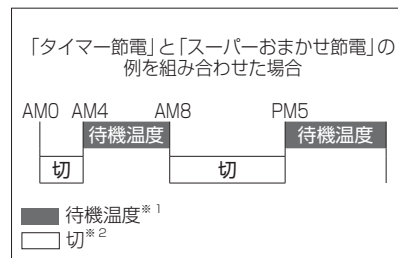 「タイマー節電」と「スーパーおまかせ節電」の
例を組み合わせた場合
AM0 AM4 AM8 PM5
待機温度 待機温度
切 切
待機温度※1
切※2